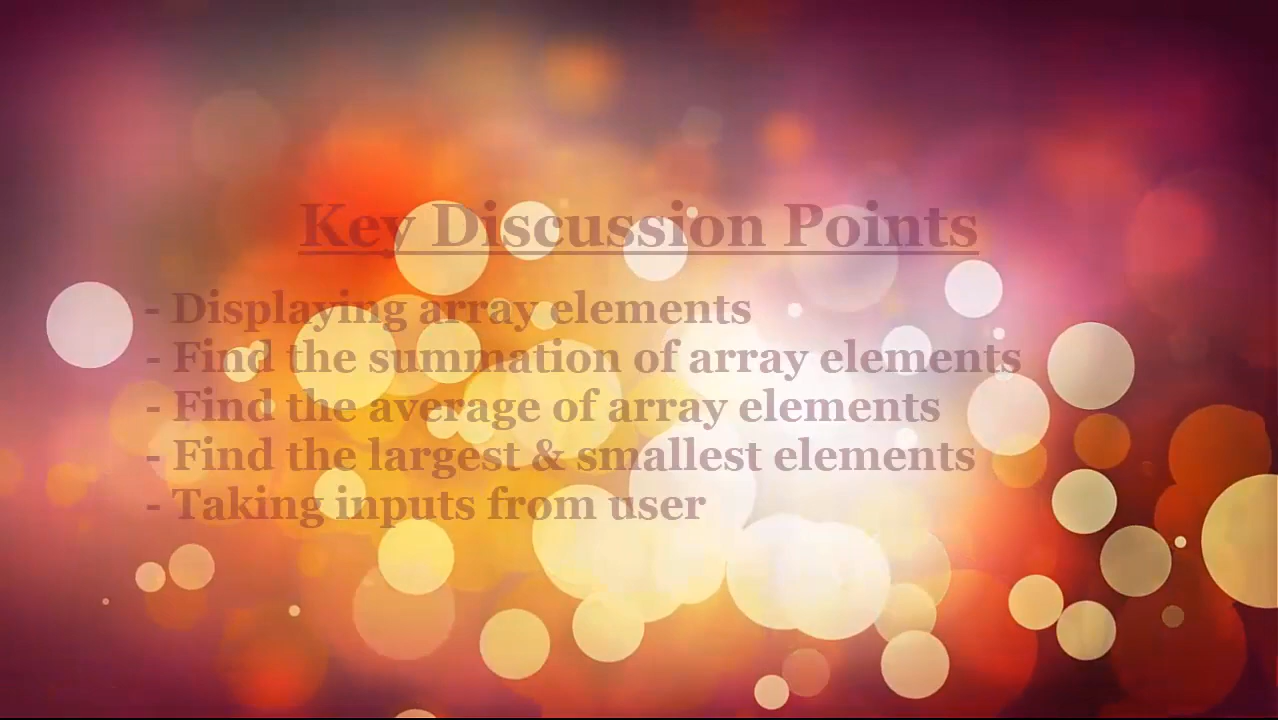 Key Discussion Points
- Displaying array elements
- Find the summation of array elements
- Find the average of array elements
- Find the largest & smallest elements
- Taking inputs from user